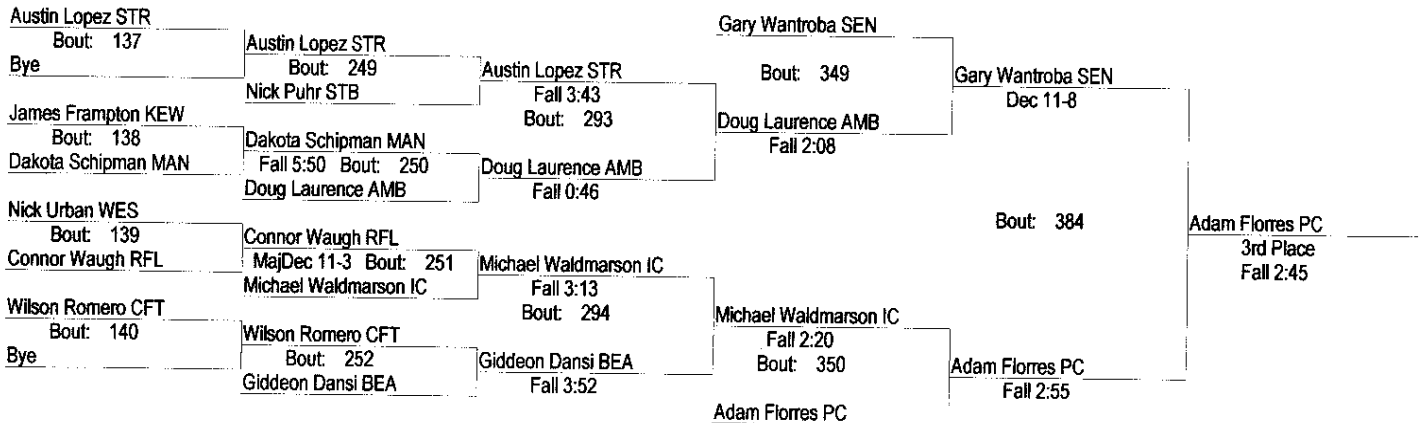 Austin Lopez STR
Bout: 137
Bye
James Frampton KEW
Bout: 138
Dakota Schipman MAN
Nick Urban WES
Bout: 139
Connor Waugh RFL
Wilson Romero CFT
Bout: 140
Bye
Austin Lopez STR
Bout: 249
Nick Puhr STB
Dakota Schipman MAN
Fall 5:50 Bout: 250
Doug Laurence AMB
Connor Waugh RFL
MajDec 11-3 Bout: 251
Michael Waldmarson IC
Wilson Romero CFT
Bout: 252
Giddeon Dansi BEA
Austin Lopez STR
Fall 3:43
Bout: 293
Doug Laurence AMB
Fall 0:46
Michael Waldmarson IC
Fall 3:13
Bout: 294
Giddeon Dansi BEA
Fall 3:52
Gary Wantroba SEN
Bout: 349
Doug Laurence AMB
Fall 2:08
Michael Waldmarson IC
Fall 2:20
Bout: 350
Adam Florres PC
Gary Wantroba SEN
Dec 11-8
Bout: 384
Adam Florres PC
Fall 2:55
Adam Florres PC
3rd Place
Fall 2:45